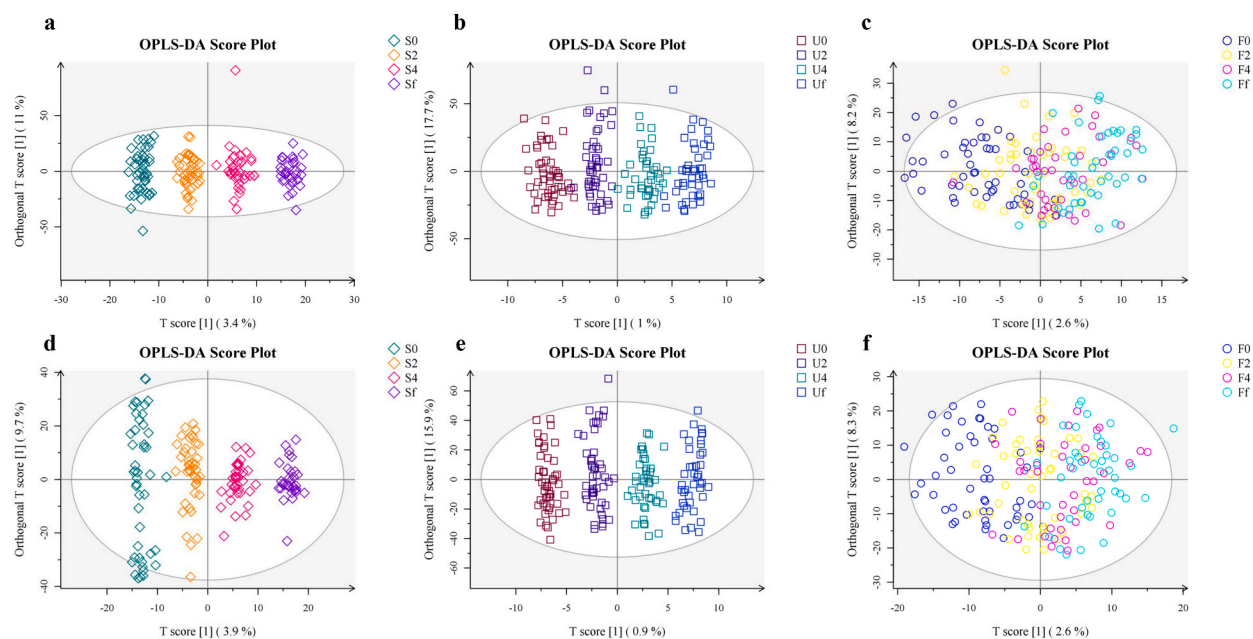 a
OPLS-DA Score Plot
S0
S2
S4
Sf
Orthogonal T score [1] ( 11 %)
50
0
-50
-30 -20 -10 0 10 20 30
T score [1] ( 3.4 %)
b
OPLS-DA Score Plot
U0
U2
U4
Uf
Orthogonal T score [1] ( 17.7 %)
50
0
-50
-10 -5 0 5 10
T score [1] ( 1 %)
c
OPLS-DA Score Plot
F0
F2
F4
Ff
Orthogonal T score [1] ( 8.2 %)
30
20
10
0
-10
-20
-30
-15 -10 -5 0 5 10 15
T score [1] ( 2.6 %)
d
OPLS-DA Score Plot
S0
S2
S4
Sf
Orthogonal T score [1] ( 9.7 %)
40
20
0
-20
-40
-20 -10 0 10 20
T score [1] ( 3.9 %)
e
OPLS-DA Score Plot
U0
U2
U4
Uf
Orthogonal T score [1] ( 15.9 %)
60
40
20
0
-20
-40
-60
-10 -5 0 5 10
T score [1] ( 0.9 %)
f
OPLS-DA Score Plot
F0
F2
F4
Ff
Orthogonal T score [1] ( 8.3 %)
30
20
10
0
-10
-20
-30
-20 -10 0 10 20
T score [1] ( 2.6 %)